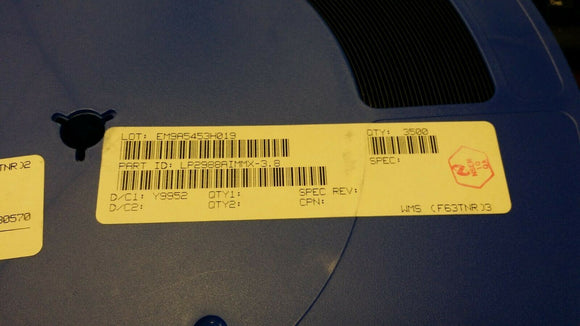 LOT: EM9A5453H019
QTY: 3500
PART ID: LP2988AIMMX-3.8
SPEC:
D/C1: Y9952 QTY1: SPEC REV:
D/C2: QTY2: CPN:
WM5 (F63TNR)3
TNR)2
80570